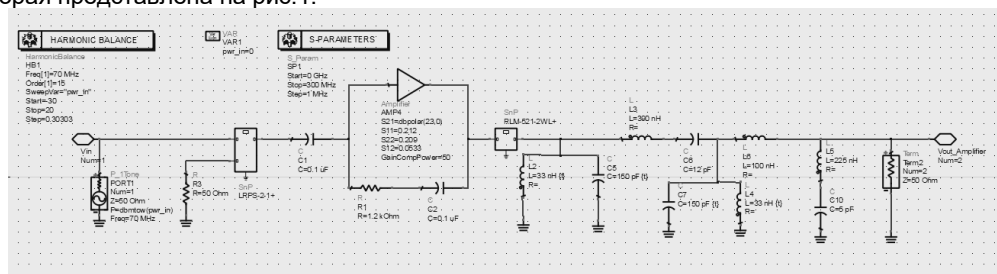 орая представлена на рис.1.
HARMONIC BALANCE
HarmonicBalance
HB1
Freq[1]=70 MHz
Order[1]=15
SweepVar="pwr_in"
Start=-30
Stop=20
Step=0.30303
VAR
VAR1
pwr_in=0
S-PARAMETERS
S_Param
SP1
Start=0 GHz
Stop=300 MHz
Step=1 MHz
Vin
Num=1
P_1Tone
PORT1
Num=1
Z=50 Ohm
P=dbmtow(pwr_in)
Freq=70 MHz
R
R3
R=50 Ohm
SnP
LRPS-2-1+
C
C1
C=0.1 uF
Amplifier
AMP4
S21=dbpolar(23,0)
S11=0.212
S22=0.209
S12=0.0533
GainCompPower=50
R
R1
R=1.2 kOhm
C
C2
C=0.1 uF
SnP
RLM-521-2WL+
L
L2
L=33 nH {t}
R=
C
C5
C=150 pF {t}
L
L3
L=390 nH
R=
C
C6
C=12 pF
C
C7
C=150 pF {t}
L
L6
L=100 nH
R=
L
L4
L=33 nH {t}
R=
L
L5
L=225 nH
R=
C
C10
C=5 pF
Term
Term2
Num=2
Z=50 Ohm
Vout_Amplifier
Num=2